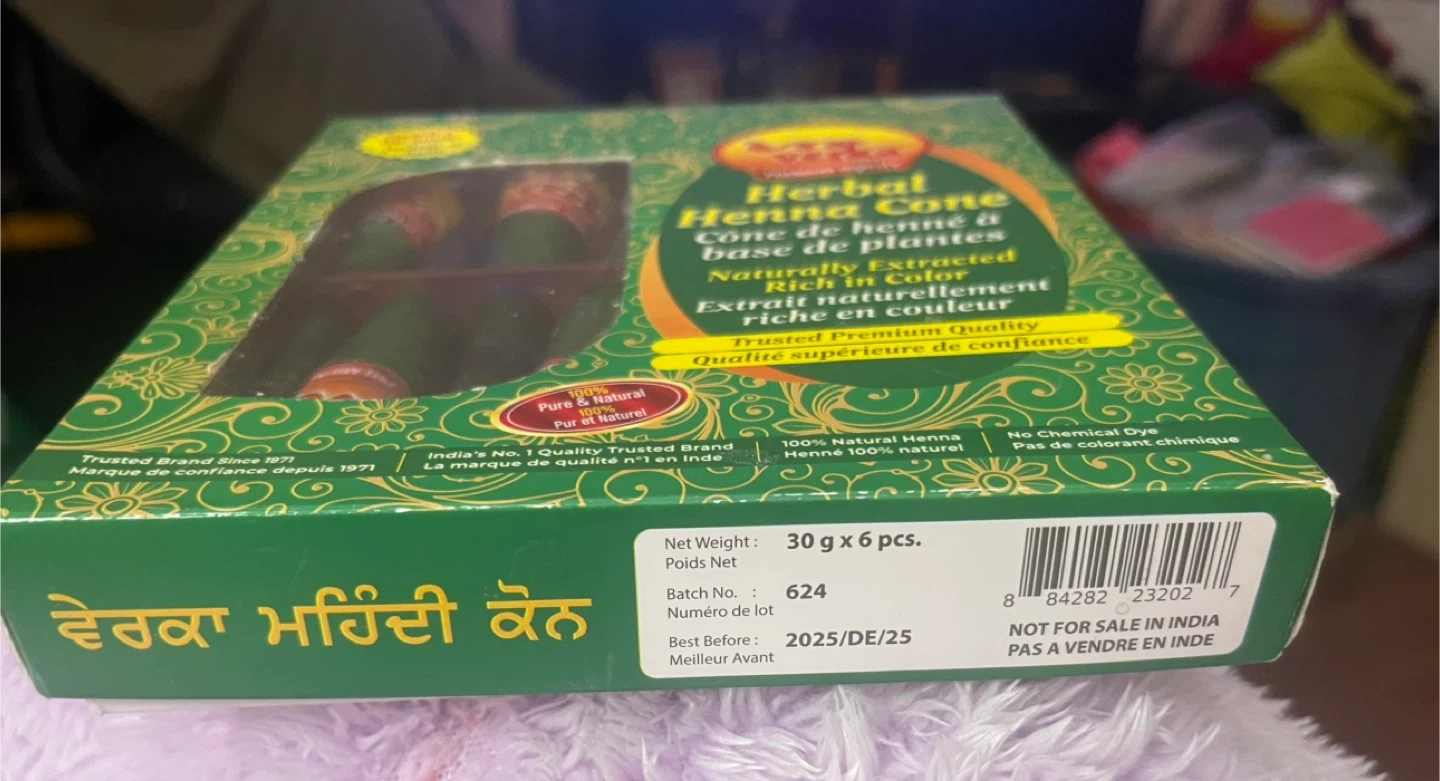 Verka
Herbal
Henna Cone
Cône de henné à
base de plantes
Naturally Extracted
Rich in Color
Extrait naturellement
riche en couleur
Trusted Premium Quality
Qualité supérieure de confiance
100%
Pure & Natural
100%
Pur et Naturel
Trusted Brand Since 1971
Marque de confiance depuis 1971
India's No. 1 Quality Trusted Brand
La marque de qualité n°1 en Inde
100% Natural Henna
Henné 100% naturel
No Chemical Dye
Pas de colorant chimique
ਵੇਰਕਾ ਮਹਿੰਦੀ ਕੋਨ
Net Weight : 30 g x 6 pcs.
Poids Net
Batch No. : 624
Numéro de lot
Best Before : 2025/DE/25
Meilleur Avant
8 84282 23202 7
NOT FOR SALE IN INDIA
PAS A VENDRE EN INDE